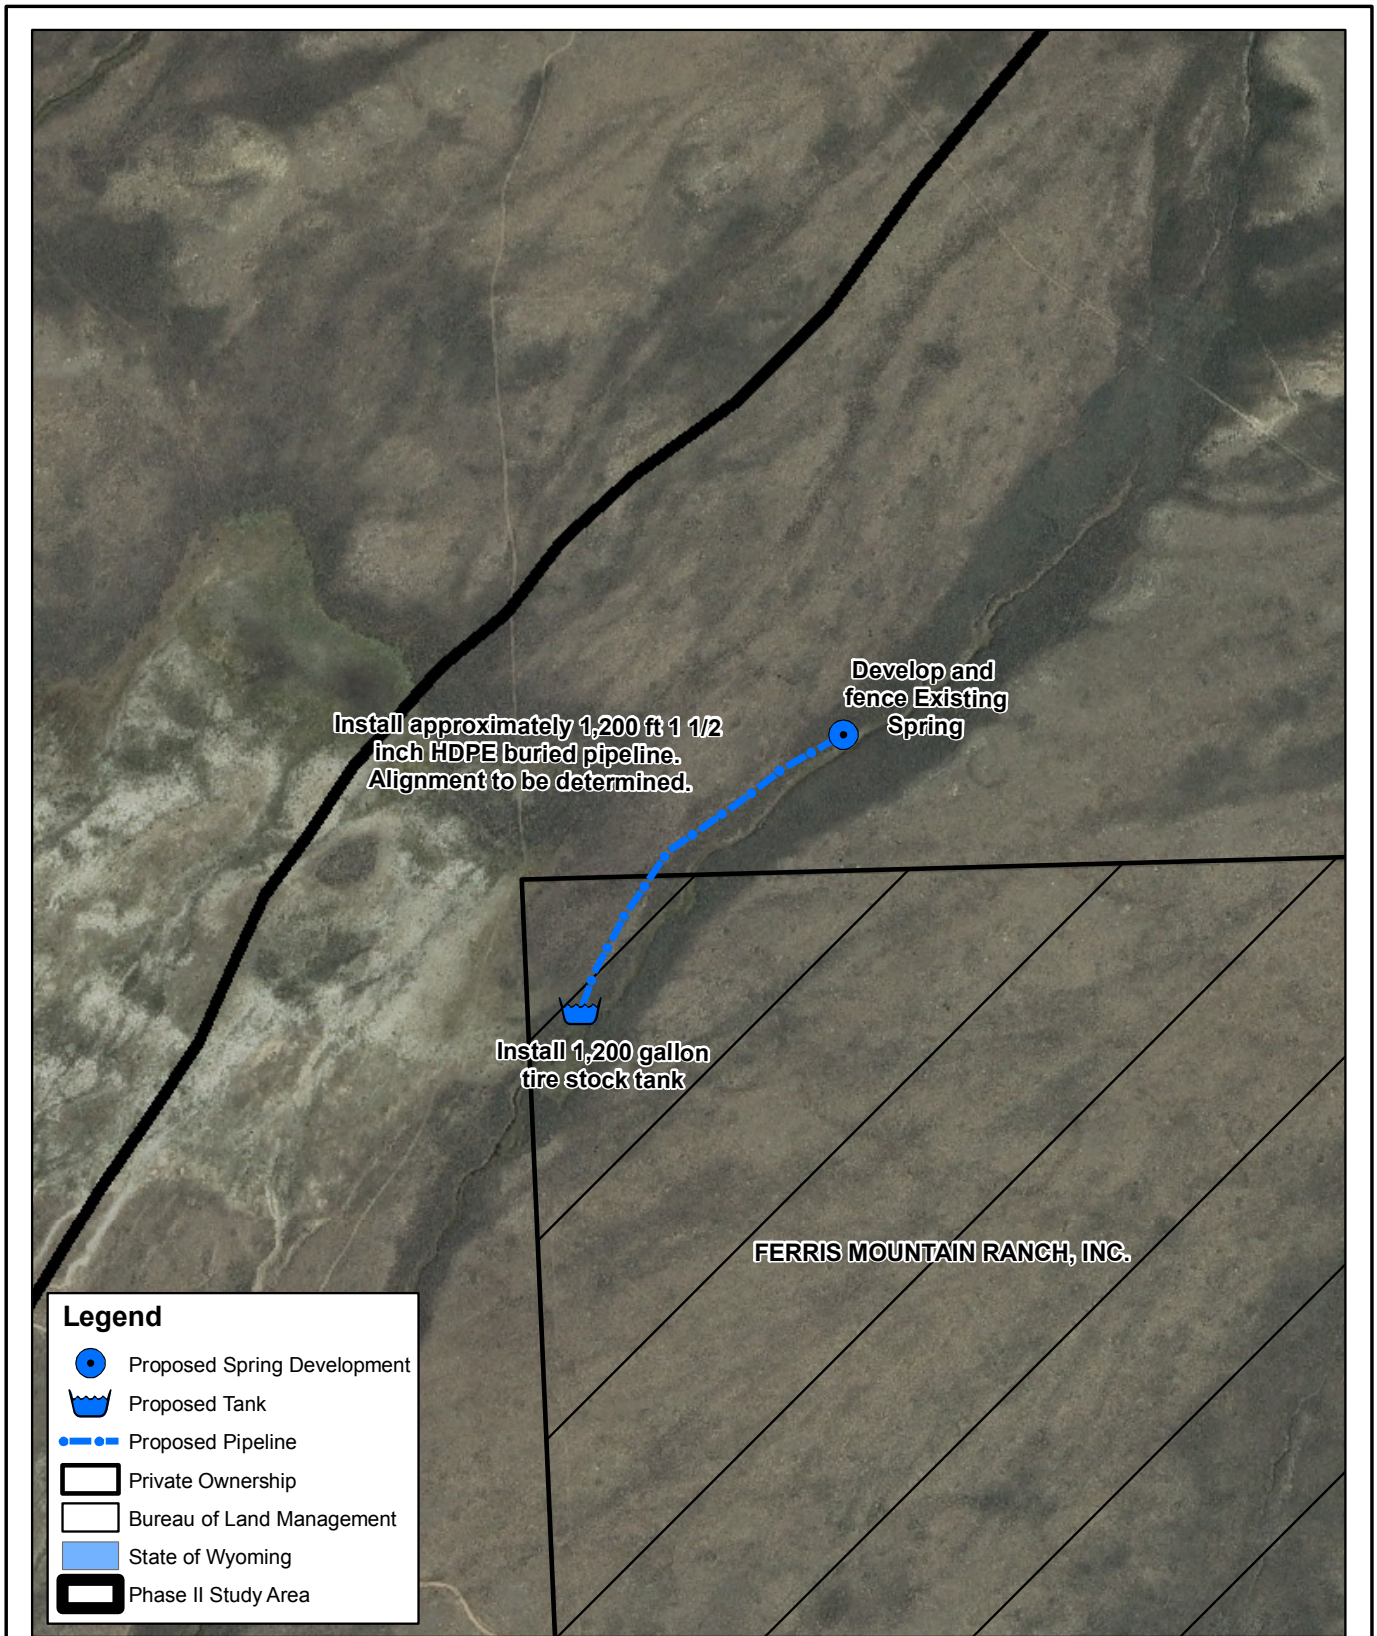 Develop and
fence Existing
Spring
Install approximately 1,200 ft 1 1/2
inch HDPE buried pipeline.
Alignment to be determined.
Install 1,200 gallon
tire stock tank
FERRIS MOUNTAIN RANCH, INC.
Legend
Proposed Spring Development
Proposed Tank
Proposed Pipeline
Private Ownership
Bureau of Land Management
State of Wyoming
Phase II Study Area